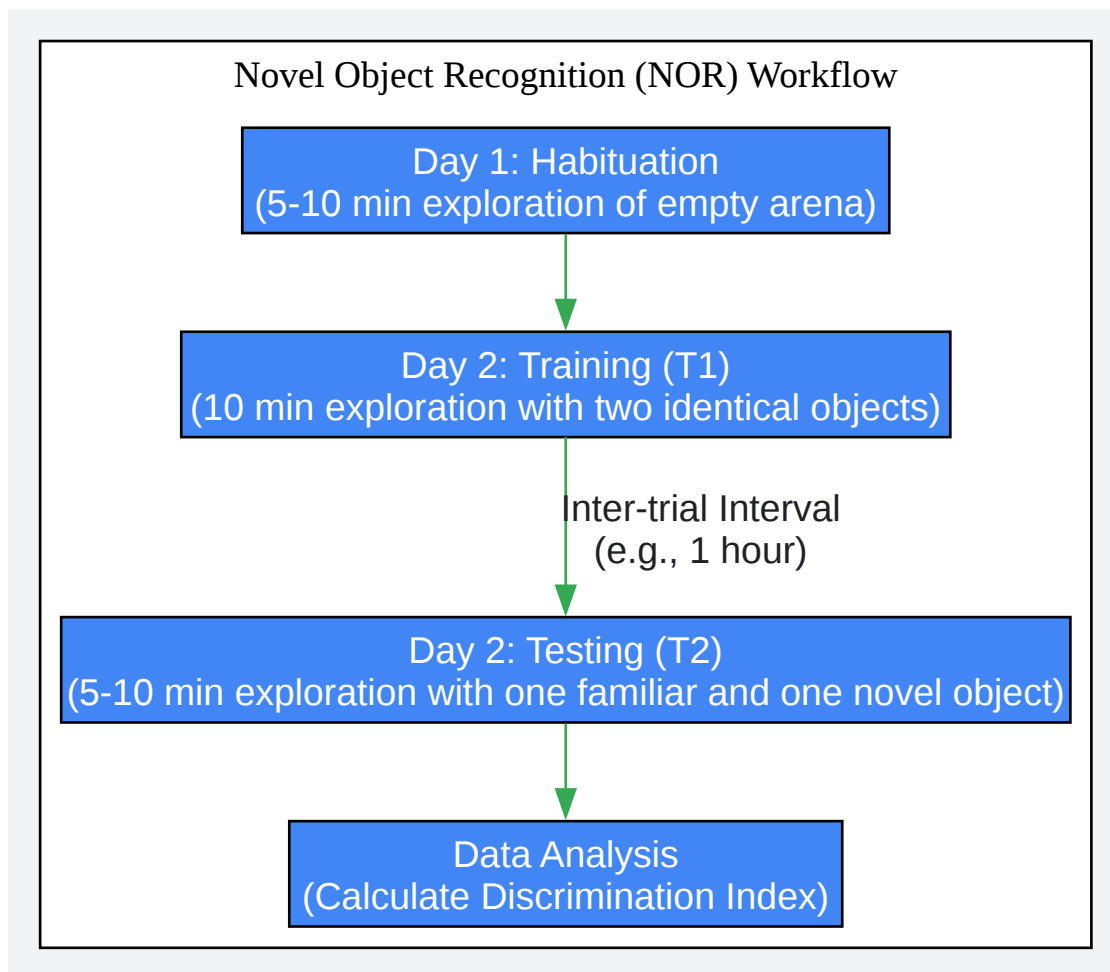 Novel Object Recognition (NOR) Workflow
Day 1: Habituation
(5-10 min exploration of empty arena)
Day 2: Training (T1)
(10 min exploration with two identical objects)
Inter-trial Interval
(e.g., 1 hour)
Day 2: Testing (T2)
(5-10 min exploration with one familiar and one novel object)
Data Analysis
(Calculate Discrimination Index)